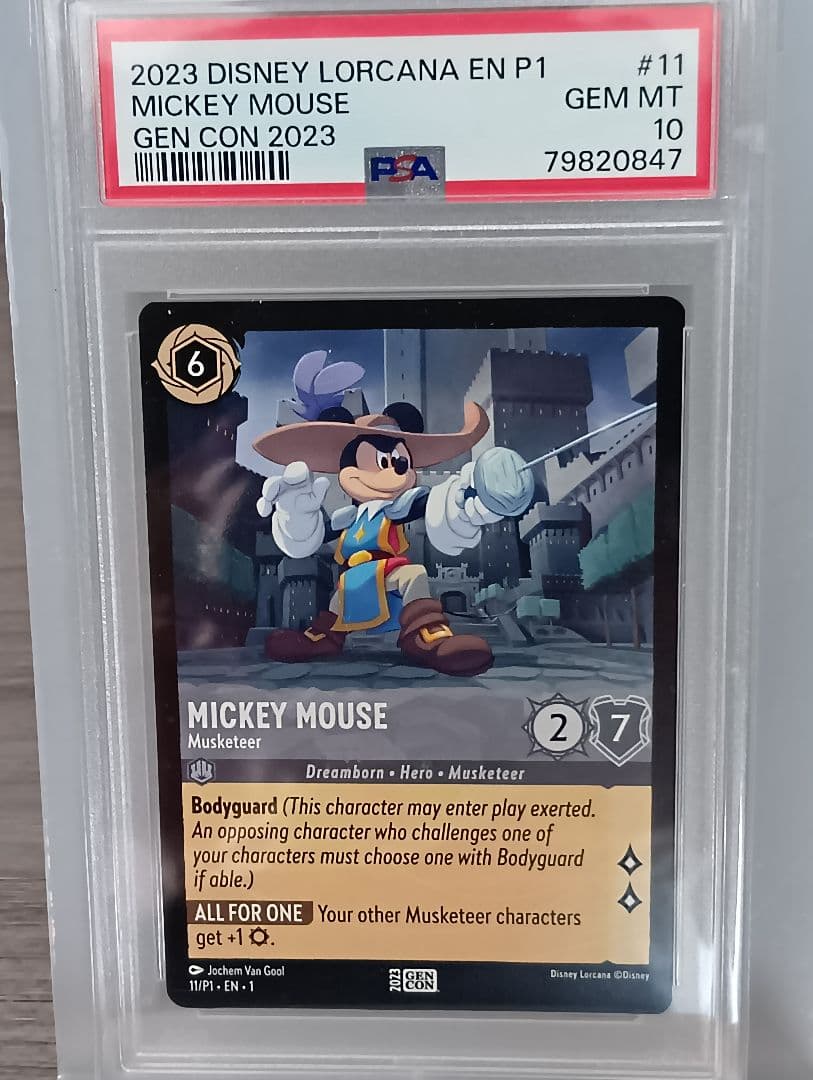 2023 DISNEY LORCANA EN P1 #11
MICKEY MOUSE GEM MT
GEN CON 2023 10
PSA 79820847
6
MICKEY MOUSE
Musketeer
2 7
Dreamborn • Hero • Musketeer
Bodyguard (This character may enter play exerted.
An opposing character who challenges one of
your characters must choose one with Bodyguard
if able.)
ALL FOR ONE Your other Musketeer characters
get +1 .
Jochem Van Gool
11/P1 • EN • 1
2023 GEN CON
Disney Lorcana ©Disney